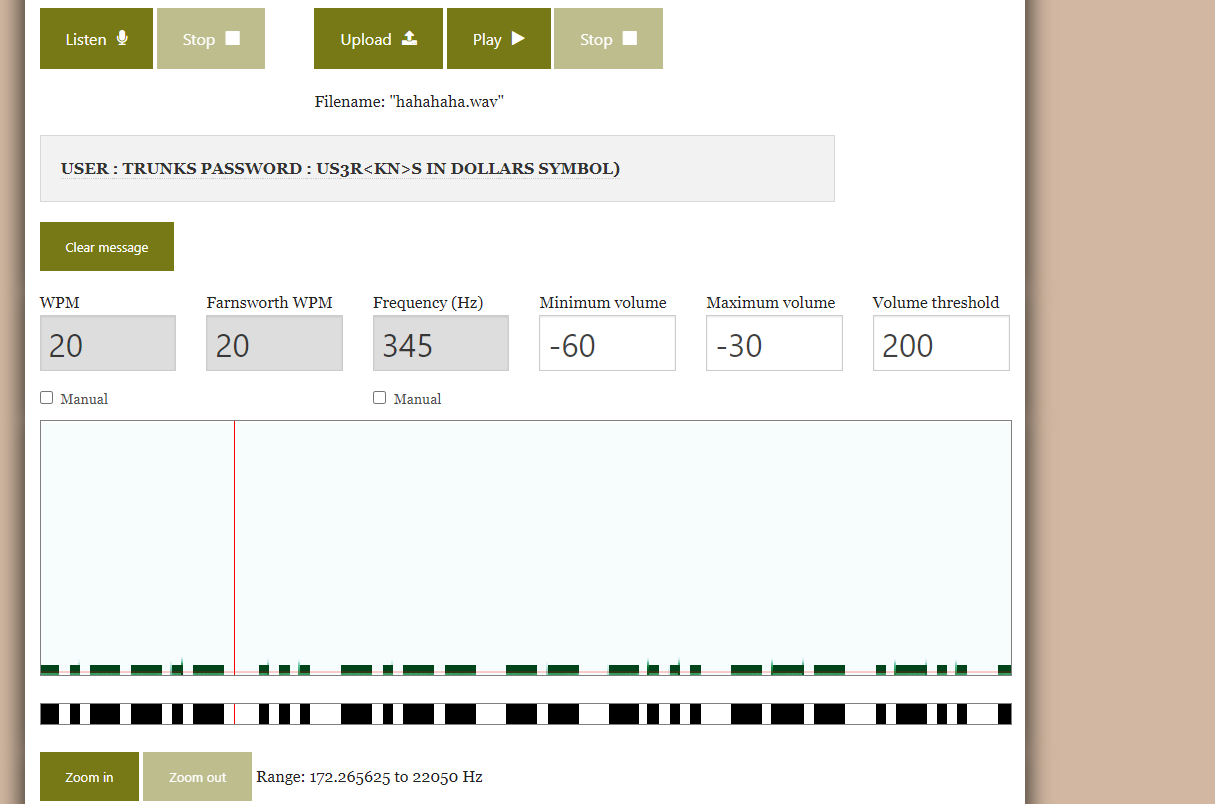 Listen Stop Upload Play Stop
Filename: "hahahaha.wav"
USER : TRUNKS PASSWORD : US3R<KN>S IN DOLLARS SYMBOL)
Clear message
WPM Farnsworth WPM Frequency (Hz) Minimum volume Maximum volume Volume threshold
20 20 345 -60 -30 200
Manual Manual
Zoom in Zoom out Range: 172.265625 to 22050 Hz